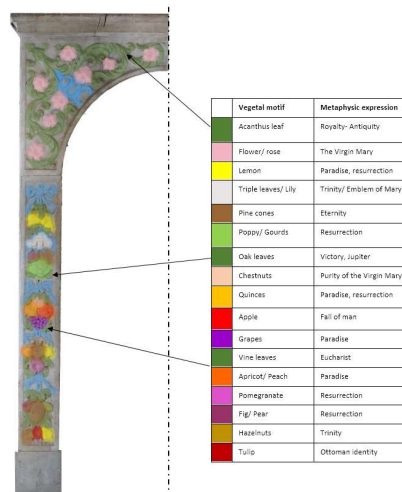 Vegetal motif Metaphysic expression
Acanthus leaf Royalty- Antiquity
Flower/ rose The Virgin Mary
Lemon Paradise, resurrection
Triple leaves/ Lily Trinity/ Emblem of Mary
Pine cones Eternity
Poppy/ Gourds Resurrection
Oak leaves Victory, Jupiter
Chestnuts Purity of the Virgin Mary
Quinces Paradise, resurrection
Apple Fall of man
Grapes Paradise
Vine leaves Eucharist
Apricot/ Peach Paradise
Pomegranate Resurrection
Fig/ Pear Resurrection
Hazelnuts Trinity
Tulip Ottoman identity